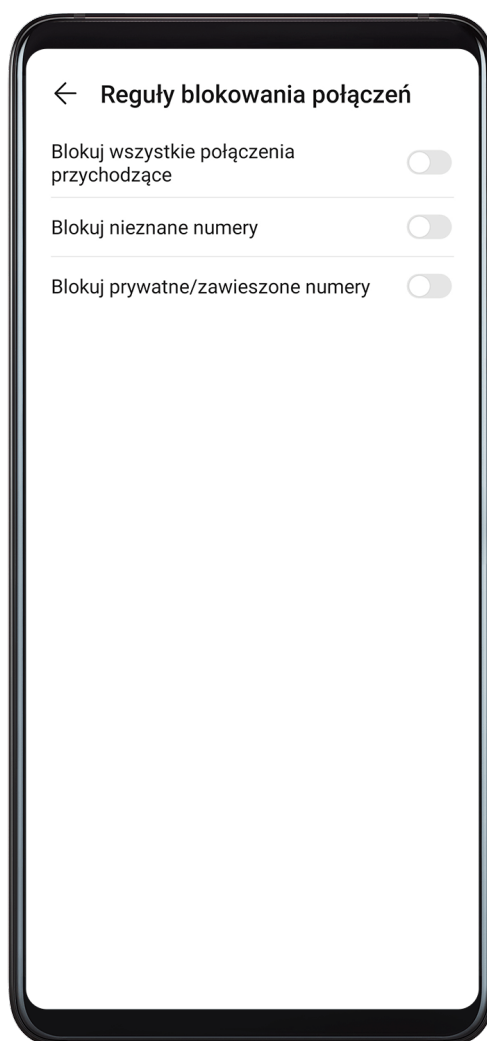 Reguły blokowania połączeń
Blokuj wszystkie połączenia
przychodzące
Blokuj nieznane numery
Blokuj prywatne/zawieszone numery